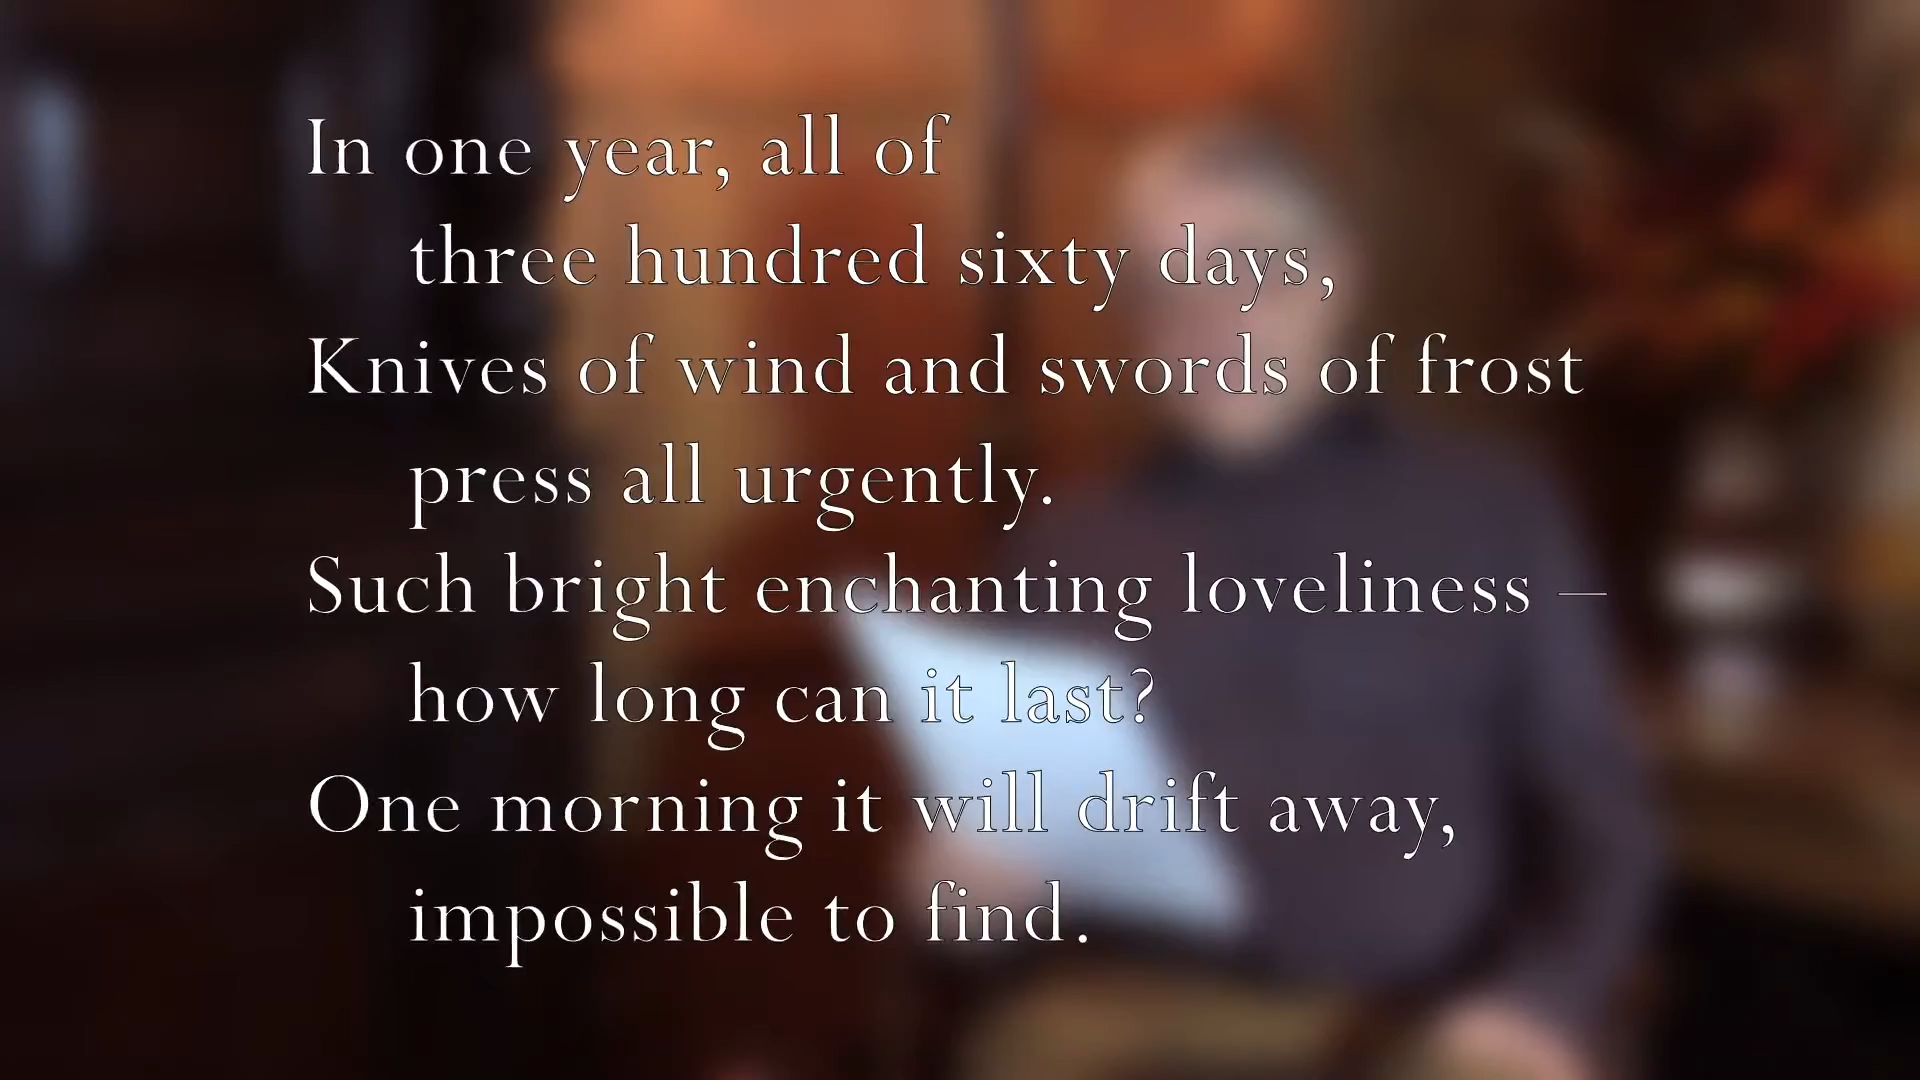 In one year, all of
three hundred sixty days,
Knives of wind and swords of frost
press all urgently.
Such bright enchanting loveliness –
how long can it last?
One morning it will drift away,
impossible to find.